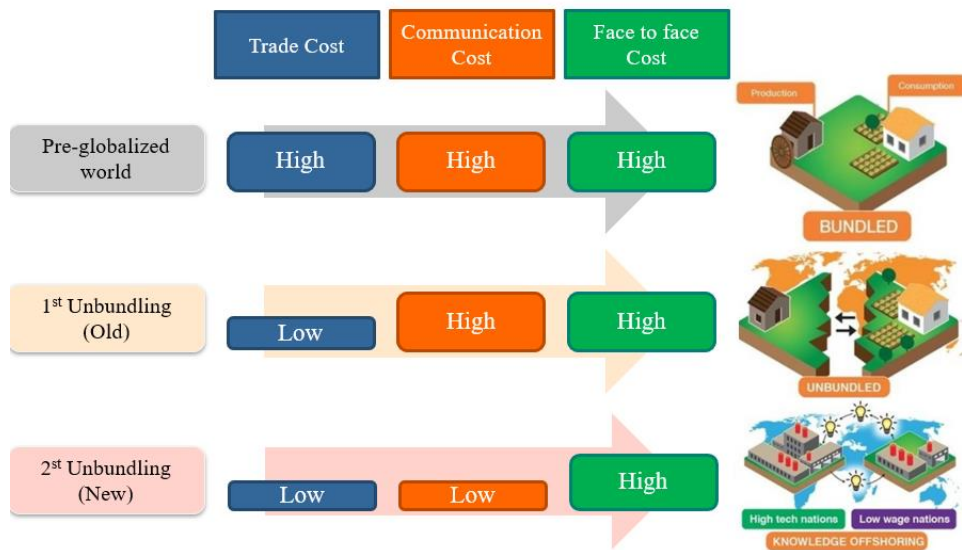 Trade Cost
Communication
Cost
Face to face
Cost
Pre-globalized
world
High
High
High
Production
Consumption
BUNDLED
1st Unbundling
(Old)
Low
High
High
UNBUNDLED
2nd Unbundling
(New)
Low
Low
High
High tech nations
Low wage nations
KNOWLEDGE OFFSHORING